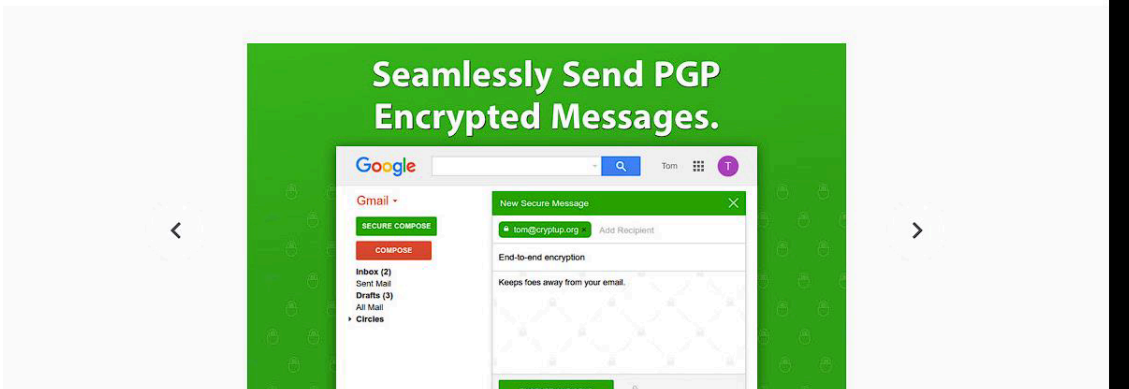 Seamlessly Send PGP
Encrypted Messages.
Google
Tom
T
Gmail
SECURE COMPOSE
COMPOSE
Inbox (2)
Sent Mail
Drafts (3)
All Mail
Circles
New Secure Message
tom@cryptup.org
Add Recipient
End-to-end encryption
Keeps foes away from your email.